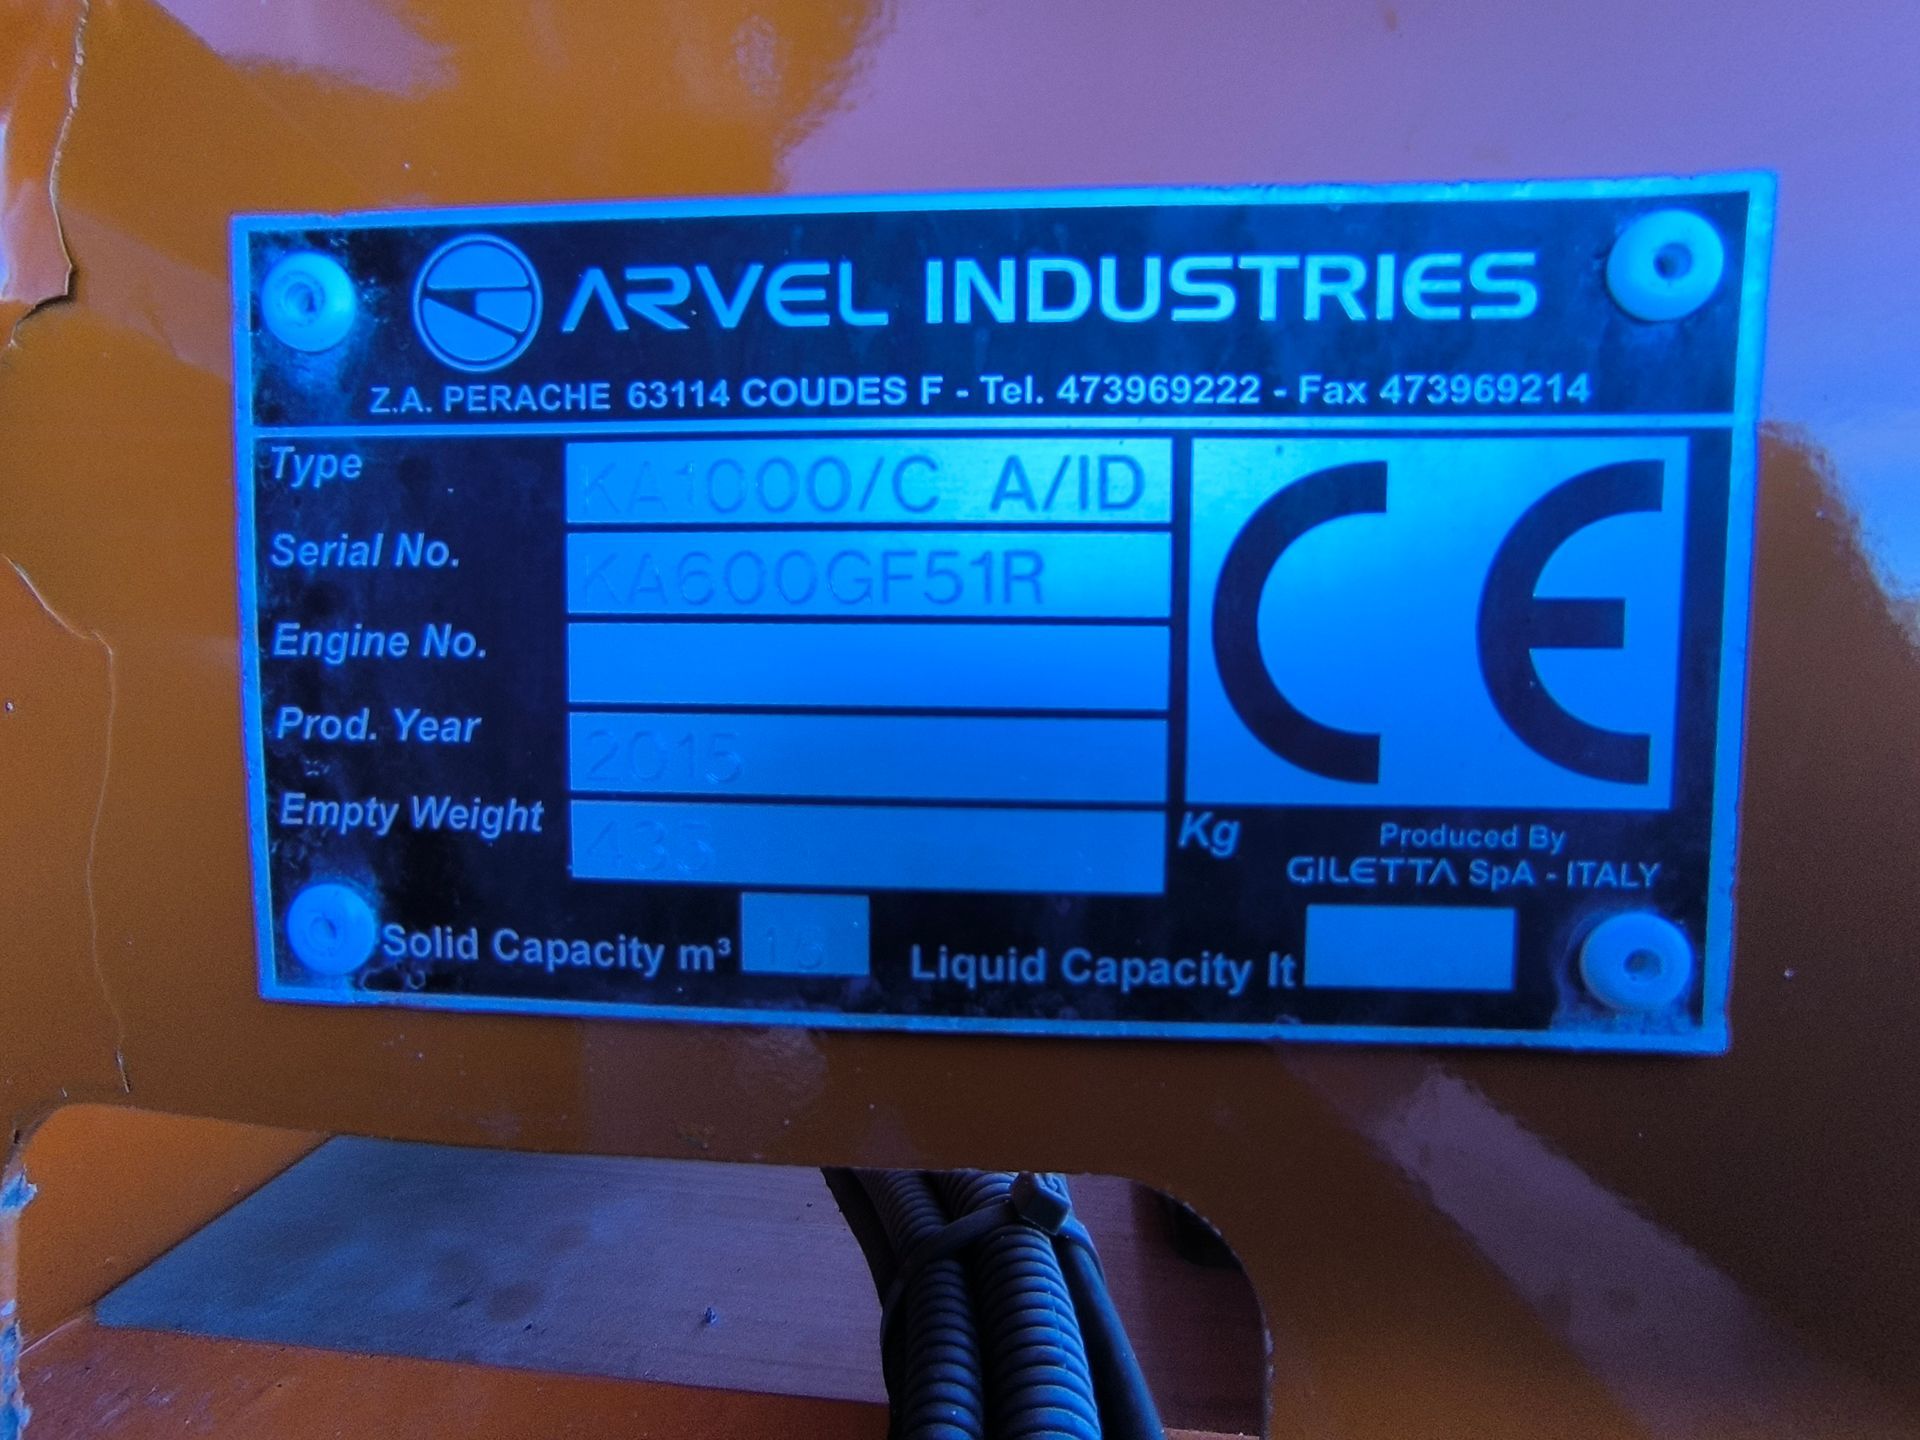 ARVEL INDUSTRIES
Z.A. PERACHE 63114 COUDES F - Tel. 473969222 - Fax 473969214
Type KA1000/C A/ID
Serial No. KA600GF51R
Engine No.
Prod. Year 2015
Empty Weight 435 Kg
CE
Produced By
GILETTA SpA - ITALY
Solid Capacity m³
Liquid Capacity lt